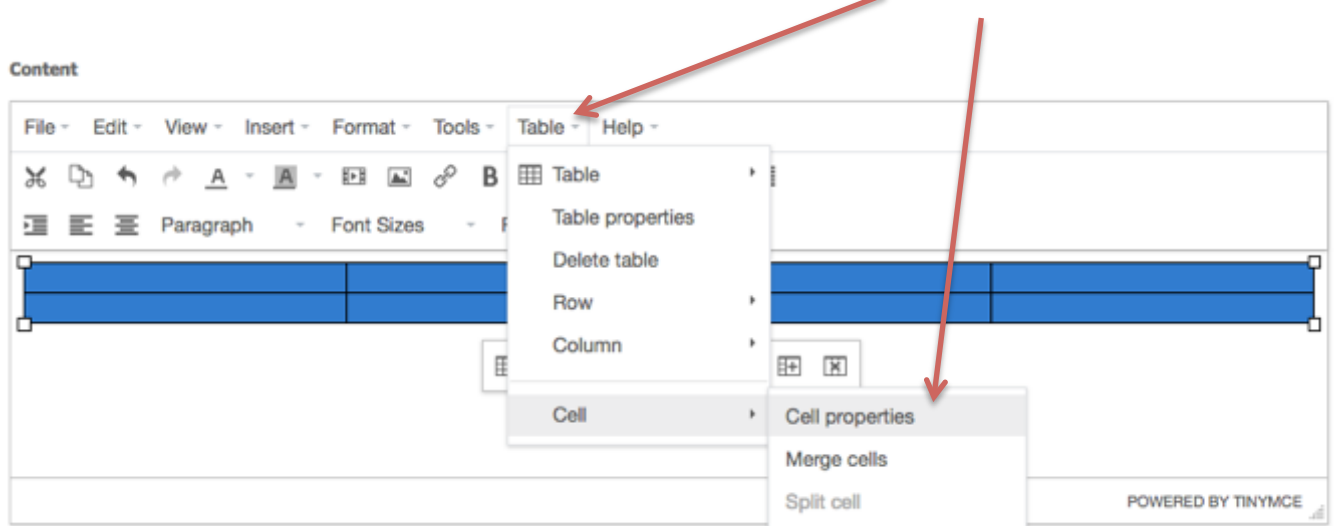 Content
File Edit View Insert Format Tools Table Help
A A B Table
Paragraph Font Sizes Table properties
Delete table
Row
Column
Cell Cell properties
Merge cells
Split cell POWERED BY TINYMCE